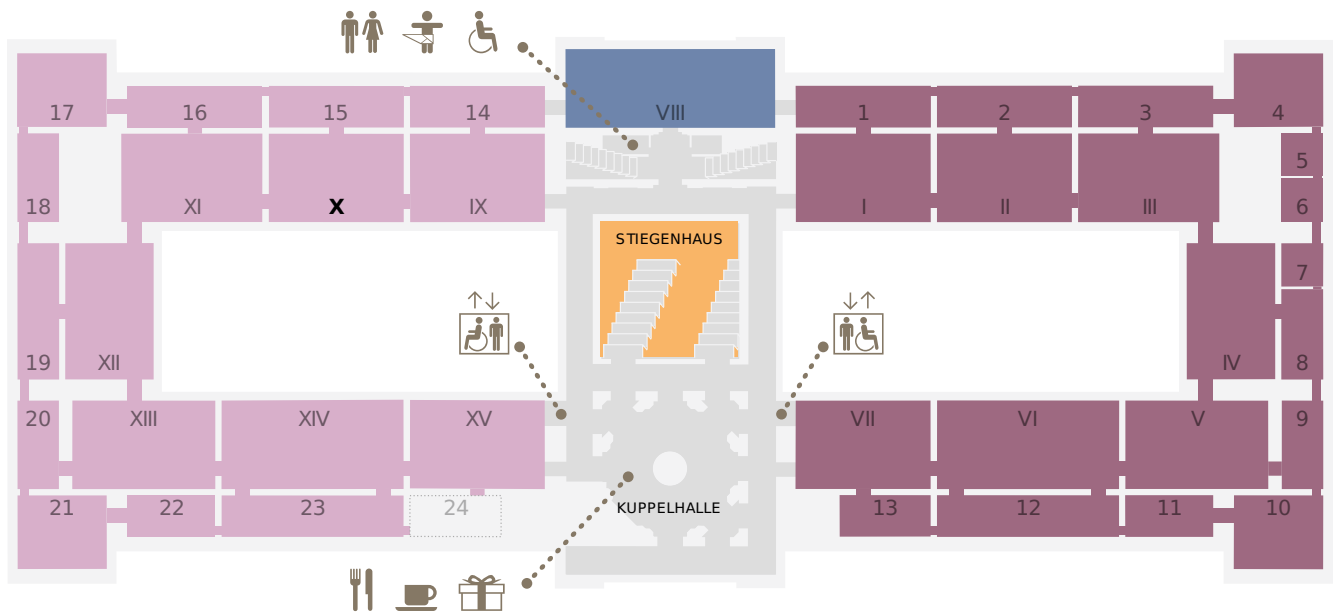 17 16 15 14 VIII 1 2 3 4
5
18 XI X IX I II III 6
STIEGENHAUS
7
19 XII IV 8
20 XIII XIV XV VII VI V 9
21 22 23 24 KUPPELHALLE 13 12 11 10